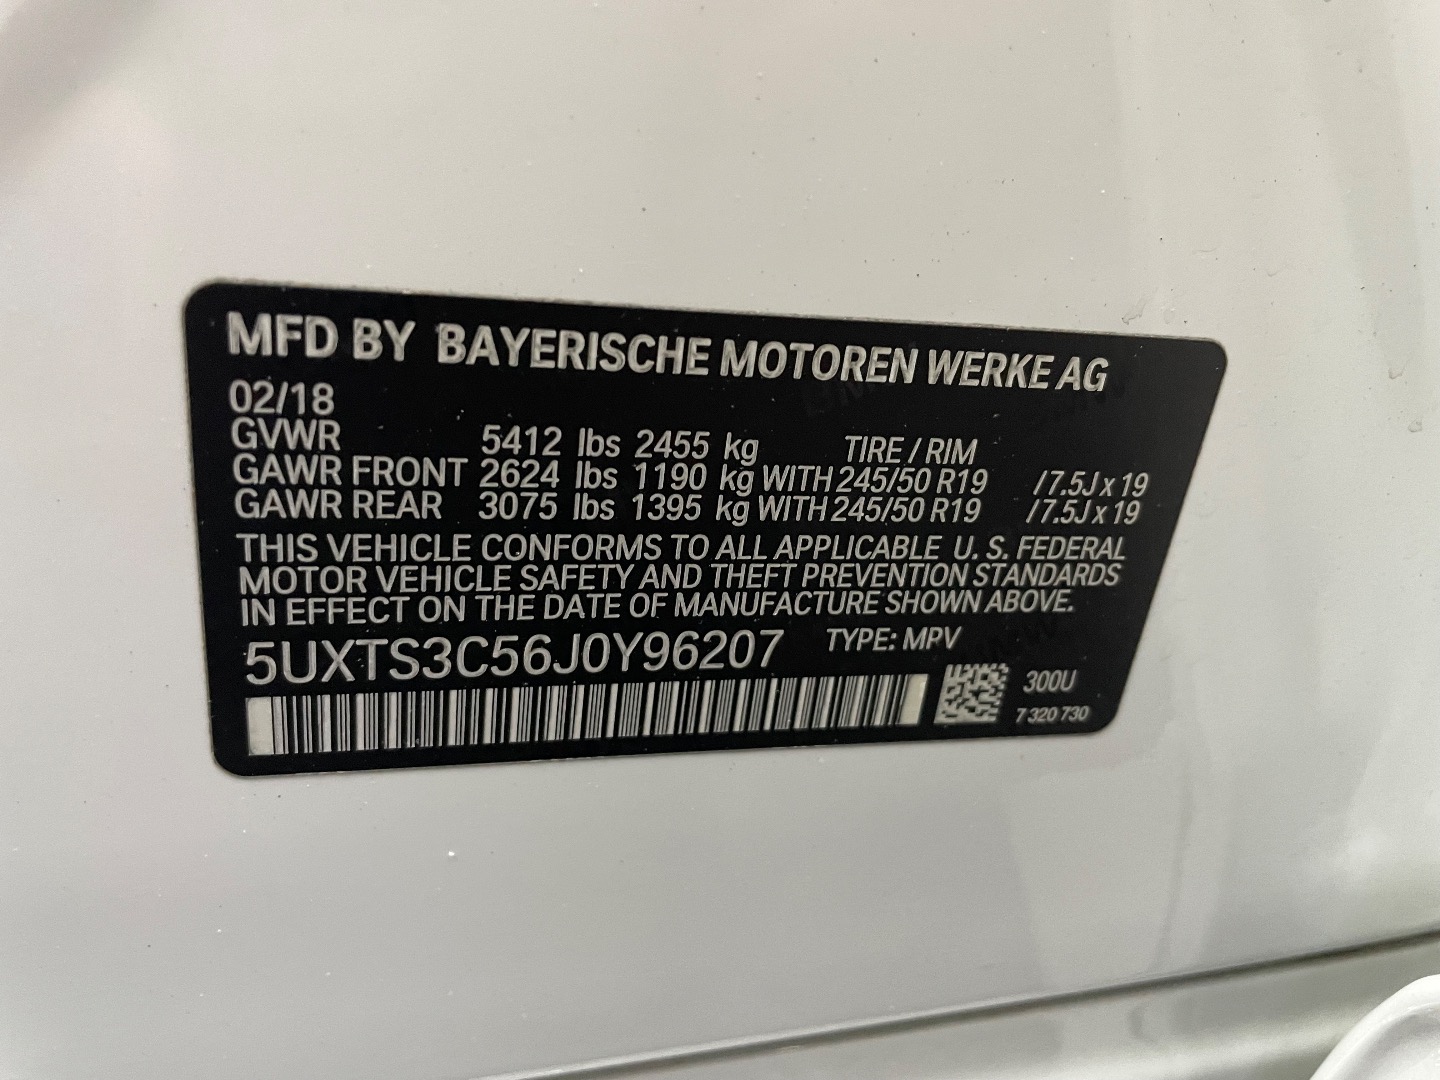 MFD BY BAYERISCHE MOTOREN WERKE AG
02/18
GVWR 5412 lbs 2455 kg TIRE / RIM
GAWR FRONT 2624 lbs 1190 kg WITH 245/50 R19 /7.5J x 19
GAWR REAR 3075 lbs 1395 kg WITH 245/50 R19 /7.5J x 19
THIS VEHICLE CONFORMS TO ALL APPLICABLE U. S. FEDERAL
MOTOR VEHICLE SAFETY AND THEFT PREVENTION STANDARDS
IN EFFECT ON THE DATE OF MANUFACTURE SHOWN ABOVE.
5UXTS3C56J0Y96207 TYPE: MPV
300U
7 320 730